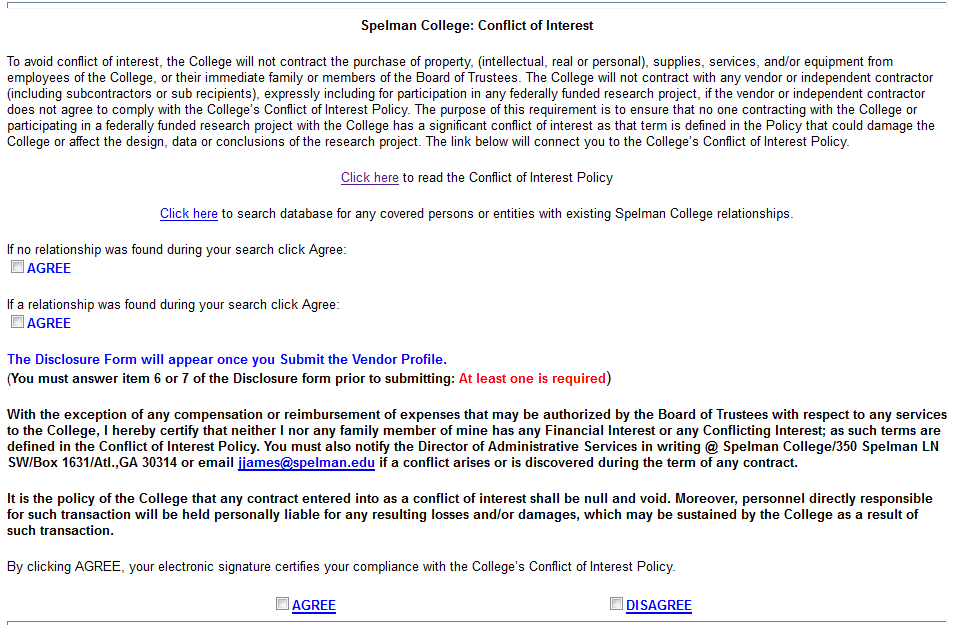 Spelman College: Conflict of Interest
To avoid conflict of interest, the College will not contract the purchase of property, (intellectual, real or personal), supplies, services, and/or equipment from
employees of the College, or their immediate family or members of the Board of Trustees. The College will not contract with any vendor or independent contractor
(including subcontractors or sub recipients), expressly including for participation in any federally funded research project, if the vendor or independent contractor
does not agree to comply with the College's Conflict of Interest Policy. The purpose of this requirement is to ensure that no one contracting with the College or
participating in a federally funded research project with the College has a significant conflict of interest as that term is defined in the Policy that could damage the
College or affect the design, data or conclusions of the research project. The link below will connect you to the College's Conflict of Interest Policy.
Click here to read the Conflict of Interest Policy
Click here to search database for any covered persons or entities with existing Spelman College relationships.
If no relationship was found during your search click Agree:
AGREE
If a relationship was found during your search click Agree:
AGREE
The Disclosure Form will appear once you Submit the Vendor Profile.
(You must answer item 6 or 7 of the Disclosure form prior to submitting: At least one is required)
With the exception of any compensation or reimbursement of expenses that may be authorized by the Board of Trustees with respect to any services
to the College, I hereby certify that neither I nor any family member of mine has any Financial Interest or any Conflicting Interest; as such terms are
defined in the Conflict of Interest Policy. You must also notify the Director of Administrative Services in writing @ Spelman College/350 Spelman LN
SW/Box 1631/Atl.,GA 30314 or email jjames@spelman.edu if a conflict arises or is discovered during the term of any contract.
It is the policy of the College that any contract entered into as a conflict of interest shall be null and void. Moreover, personnel directly responsible
for such transaction will be held personally liable for any resulting losses and/or damages, which may be sustained by the College as a result of
such transaction.
By clicking AGREE, your electronic signature certifies your compliance with the College's Conflict of Interest Policy.
AGREE DISAGREE